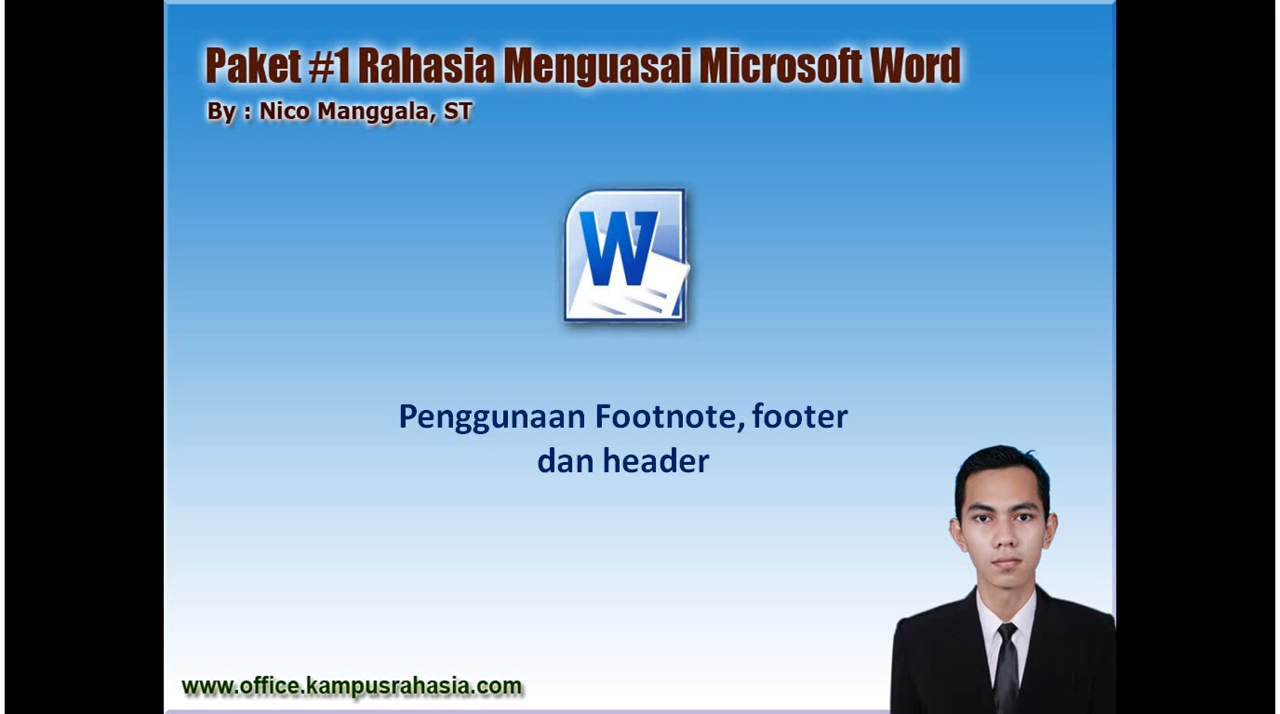 Paket #1 Rahasia Menguasai Microsoft Word
By : Nico Manggala, ST
W
Penggunaan Footnote, footer
dan header
www.office.kampusrahasia.com